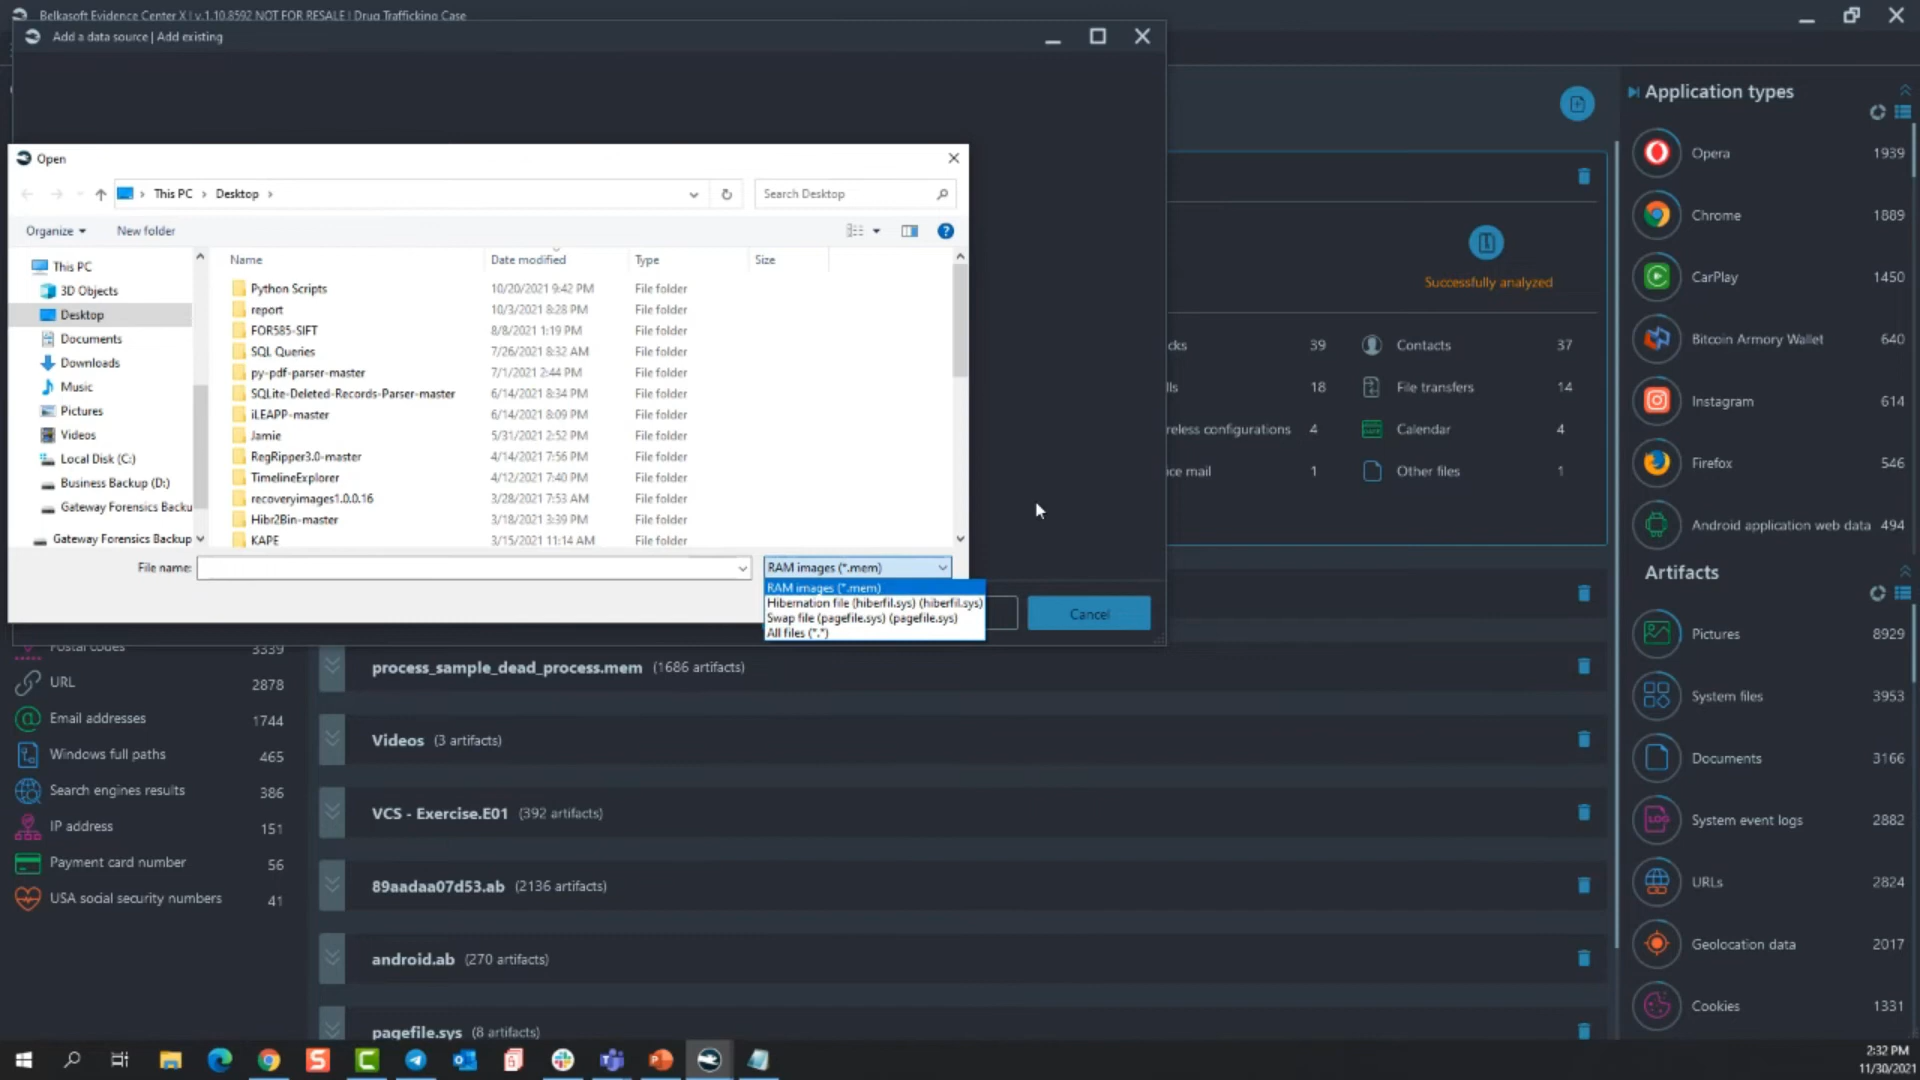 Belkasoft Evidence Center X | v.1.10.8592 NOT FOR RESALE | Drug Trafficking Case
Add a data source | Add existing
Open
This PC > Desktop >
Search Desktop
Organize
New folder
Name Date modified Type Size
This PC
3D Objects
Desktop
Documents
Downloads
Music
Pictures
Videos
Local Disk (C:)
Business Backup (D:)
Gateway Forensics Backu
Gateway Forensics Backup
Python Scripts 10/20/2021 9:42 PM File folder
report 10/3/2021 8:28 PM File folder
FOR585-SIFT 8/8/2021 1:19 PM File folder
SQL Queries 7/26/2021 8:32 AM File folder
py-pdf-parser-master 7/1/2021 2:44 PM File folder
SQLite-Deleted-Records-Parser-master 6/14/2021 8:34 PM File folder
iLEAPP-master 6/14/2021 8:09 PM File folder
Jamie 5/31/2021 2:52 PM File folder
RegRipper3.0-master 4/14/2021 7:56 PM File folder
TimelineExplorer 4/12/2021 7:40 PM File folder
recoveryimages1.0.0.16 3/28/2021 7:53 AM File folder
Hibr2Bin-master 3/18/2021 3:39 PM File folder
KAPE 3/15/2021 11:14 AM File folder
File name:
RAM images (*.mem)
RAM images (*.mem)
Hibernation file (hiberfil.sys) (hiberfil.sys)
Swap file (pagefile.sys) (pagefile.sys)
All files (*.*)
Cancel
Successfully analyzed
cks 39
Contacts 37
lls 18
File transfers 14
reless configurations 4
Calendar 4
ice mail 1
Other files 1
Postal codes 3339
URL 2878
Email addresses 1744
Windows full paths 465
Search engines results 386
IP address 151
Payment card number 56
USA social security numbers 41
process_sample_dead_process.mem (1686 artifacts)
Videos (3 artifacts)
VCS - Exercise.E01 (392 artifacts)
89aadaa07d53.ab (2136 artifacts)
android.ab (270 artifacts)
pagefile.sys (8 artifacts)
Application types
Opera 1939
Chrome 1889
CarPlay 1450
Bitcoin Armory Wallet 640
Instagram 614
Firefox 546
Android application web data 494
Artifacts
Pictures 8929
System files 3953
Documents 3166
System event logs 2882
URLs 2824
Geolocation data 2017
Cookies 1331
2:32 PM
11/30/2021